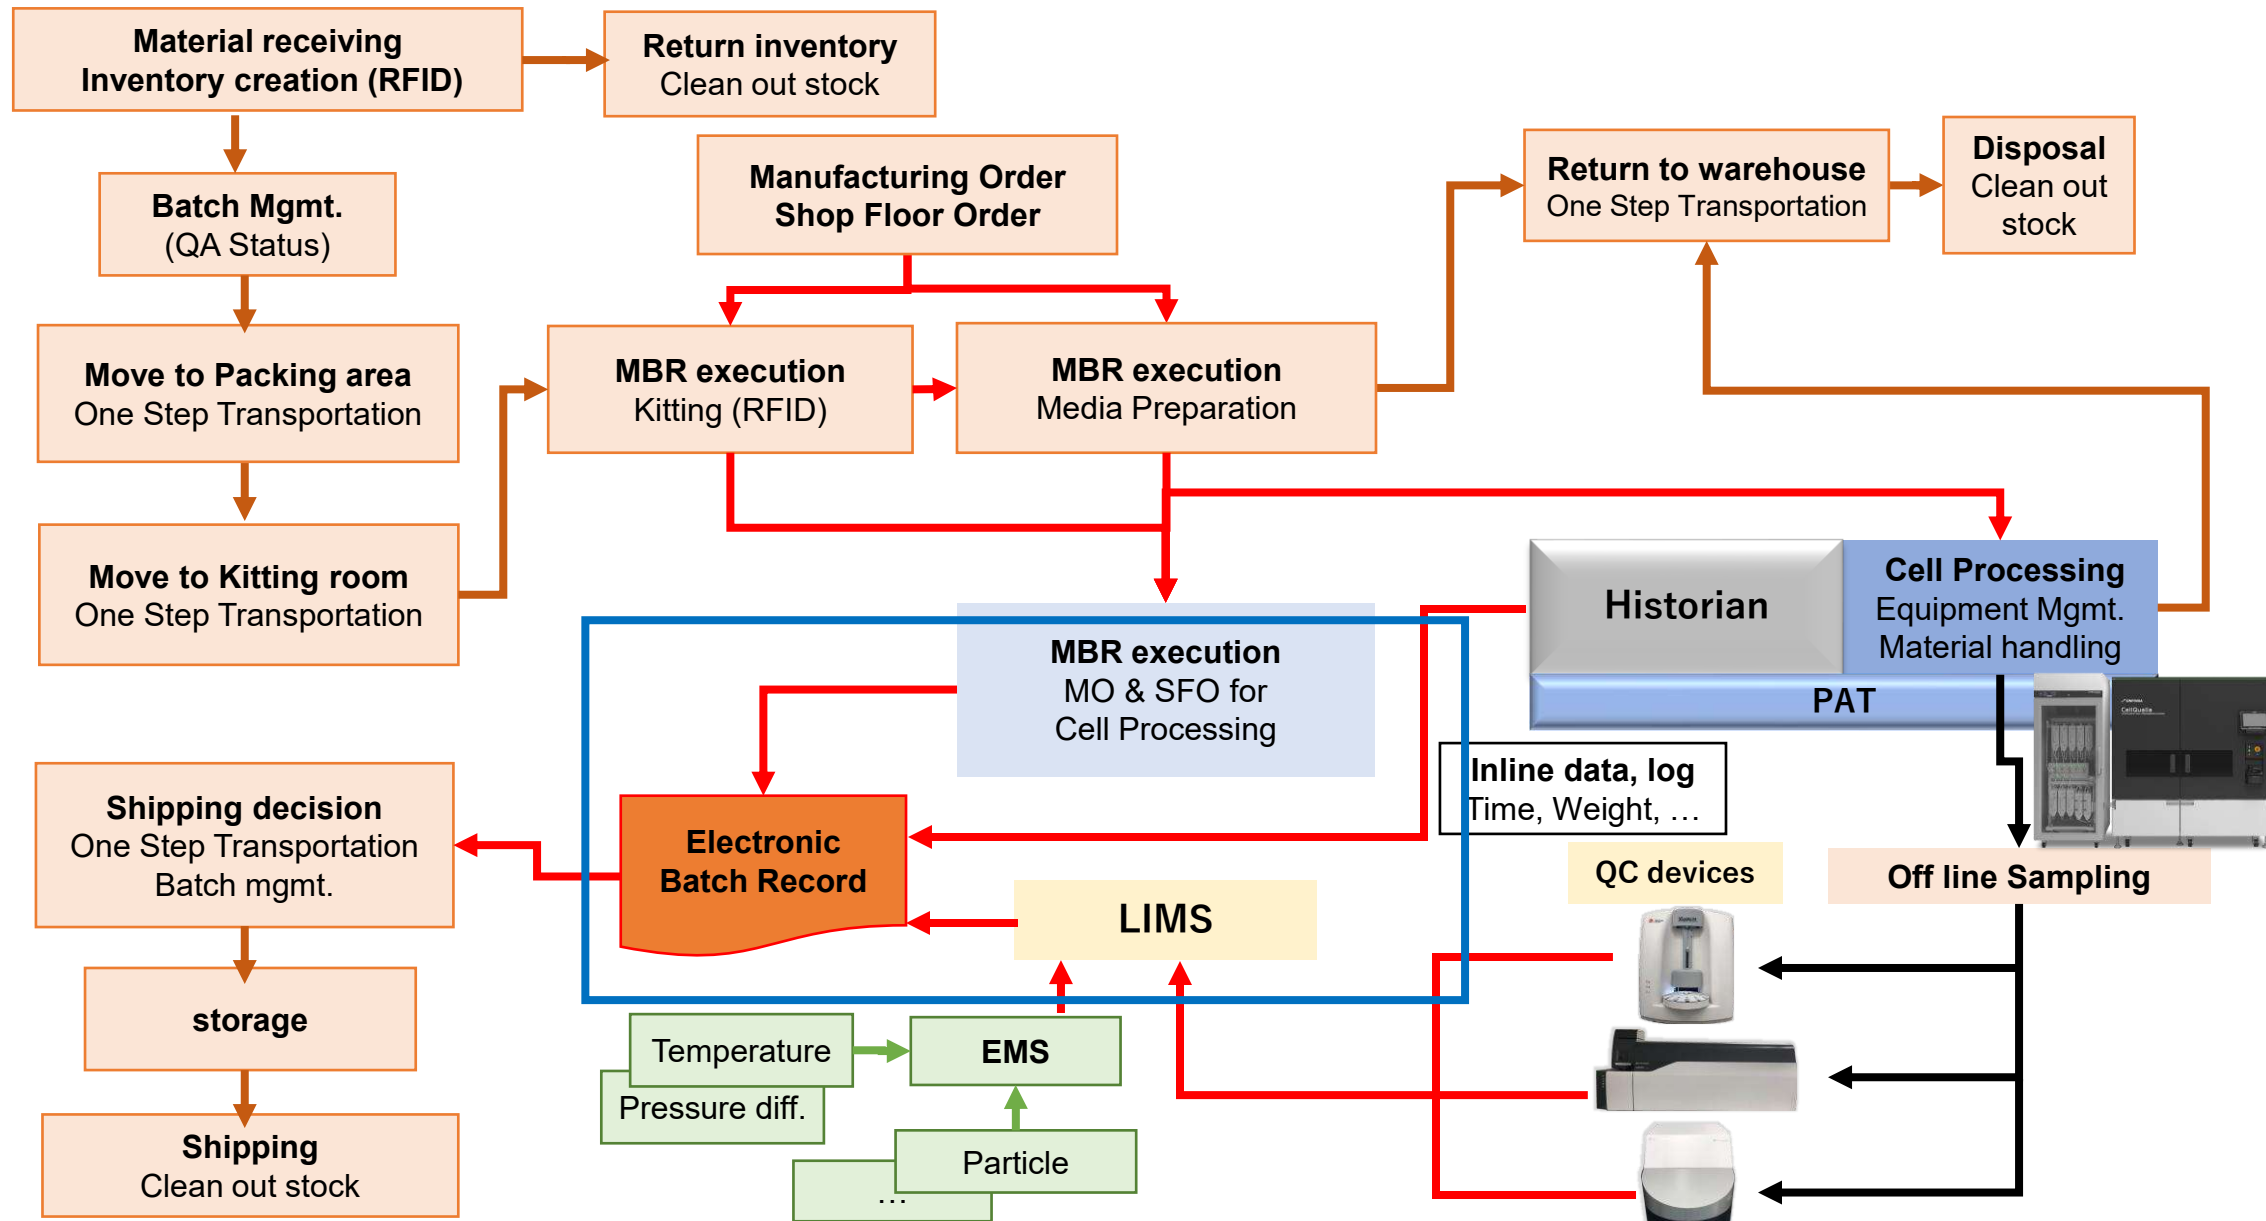 Material receiving
Inventory creation (RFID)
Return inventory
Clean out stock
Manufacturing Order
Shop Floor Order
Return to warehouse
One Step Transportation
Disposal
Clean out
stock
Batch Mgmt.
(QA Status)
Move to Packing area
One Step Transportation
MBR execution
Kitting (RFID)
MBR execution
Media Preparation
Move to Kitting room
One Step Transportation
Historian
Cell Processing
Equipment Mgmt.
Material handling
PAT
CellQualia
MBR execution
MO & SFO for
Cell Processing
Inline data, log
Time, Weight, …
Shipping decision
One Step Transportation
Batch mgmt.
Electronic
Batch Record
LIMS
QC devices
Off line Sampling
storage
Temperature
Pressure diff.
EMS
Particle
…
Shipping
Clean out stock